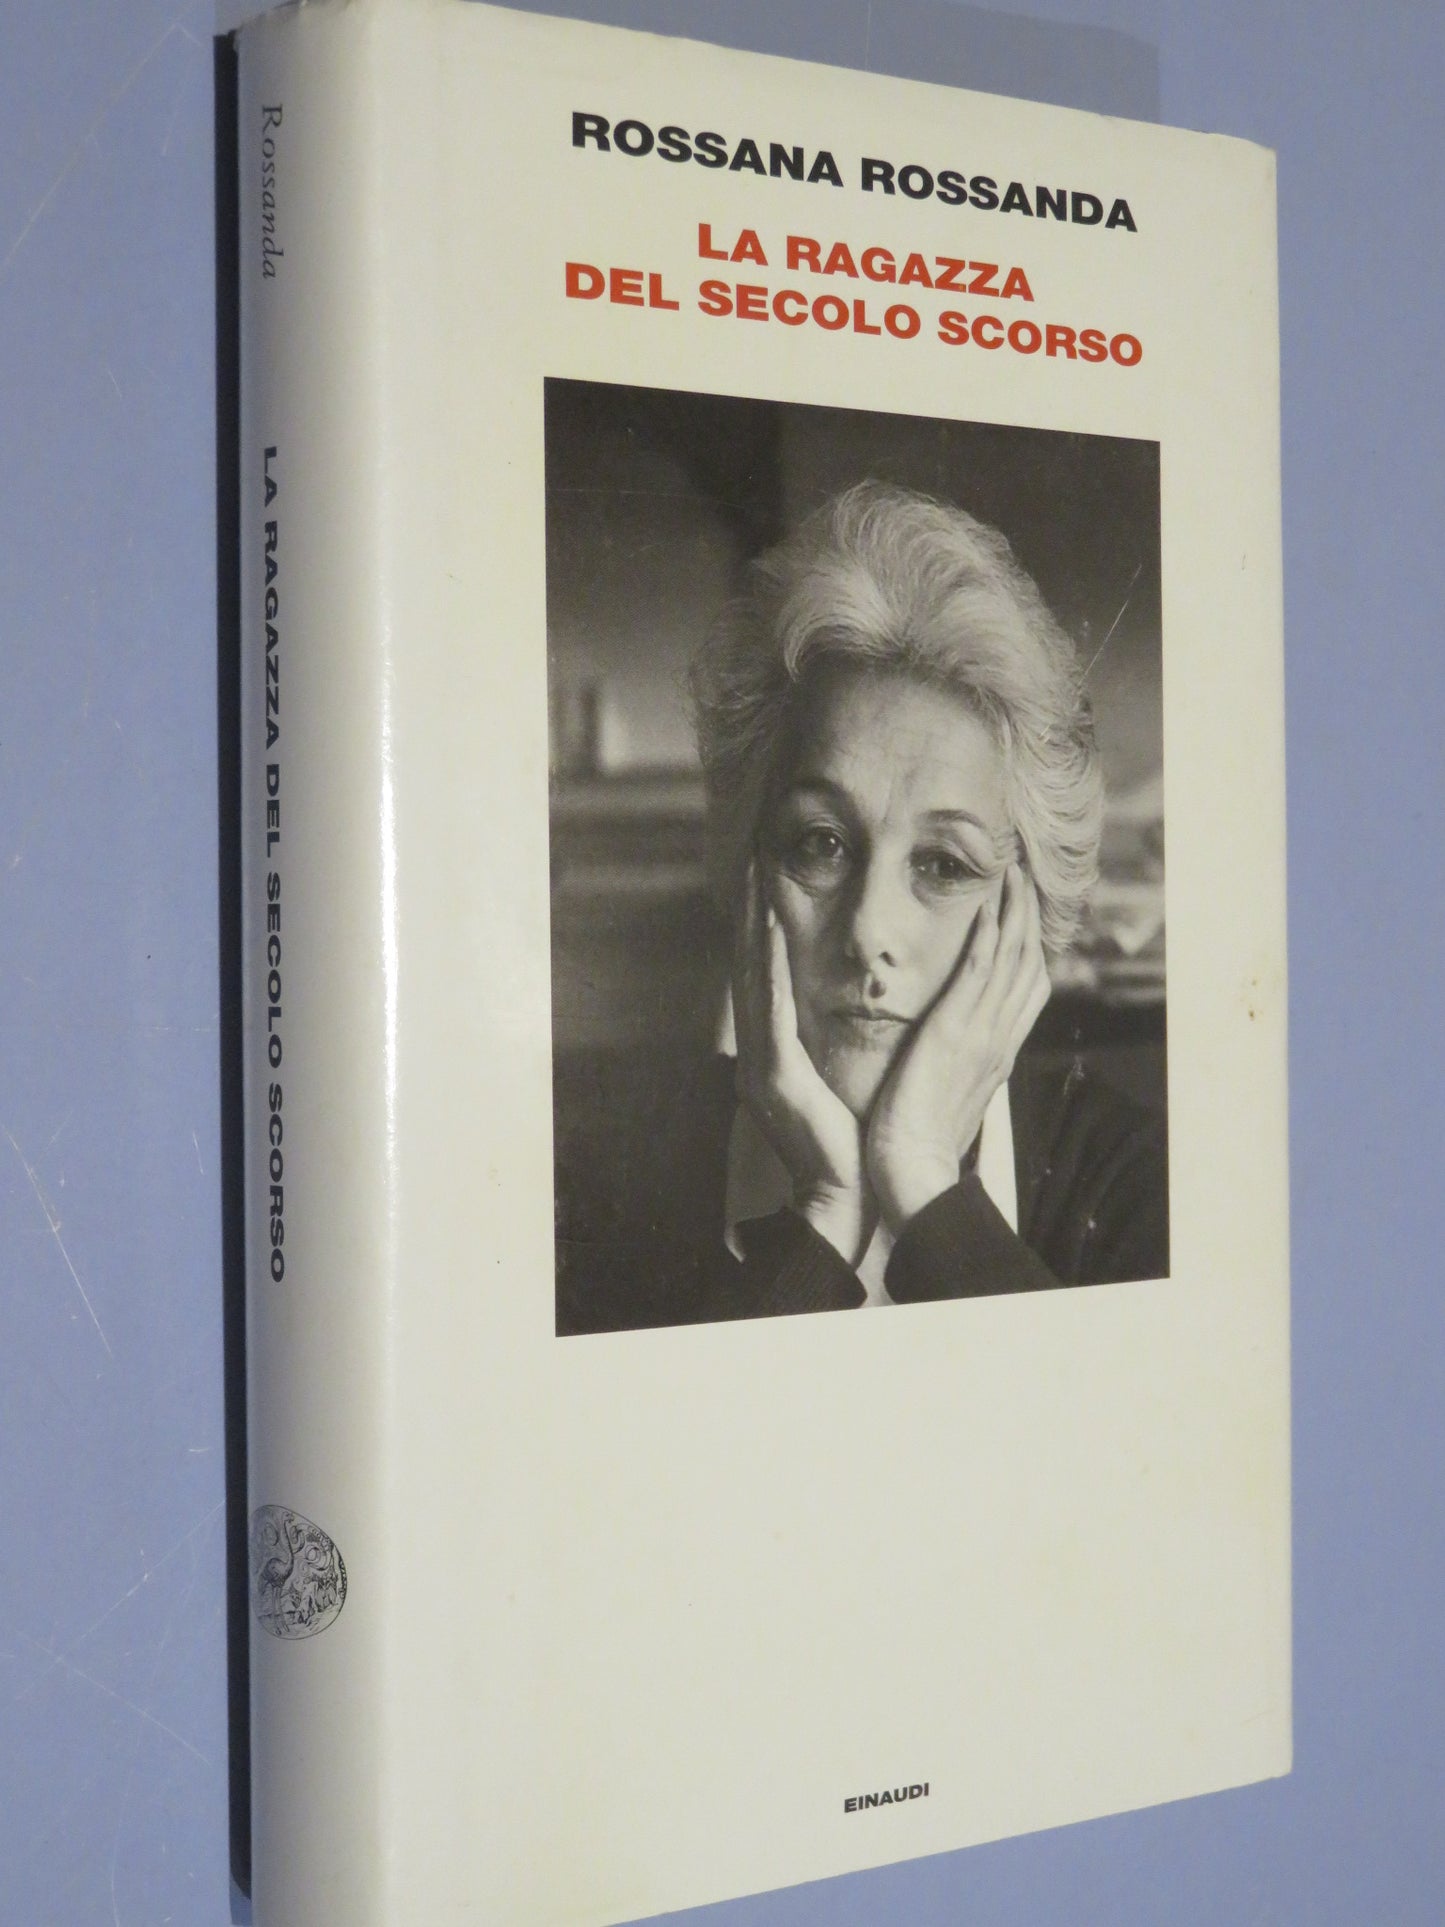 ROSSANA ROSSANDA
LA RAGAZZA
DEL SECOLO SCORSO
EINAUDI
Rossanda
LA RAGAZZA DEL SECOLO SCORSO